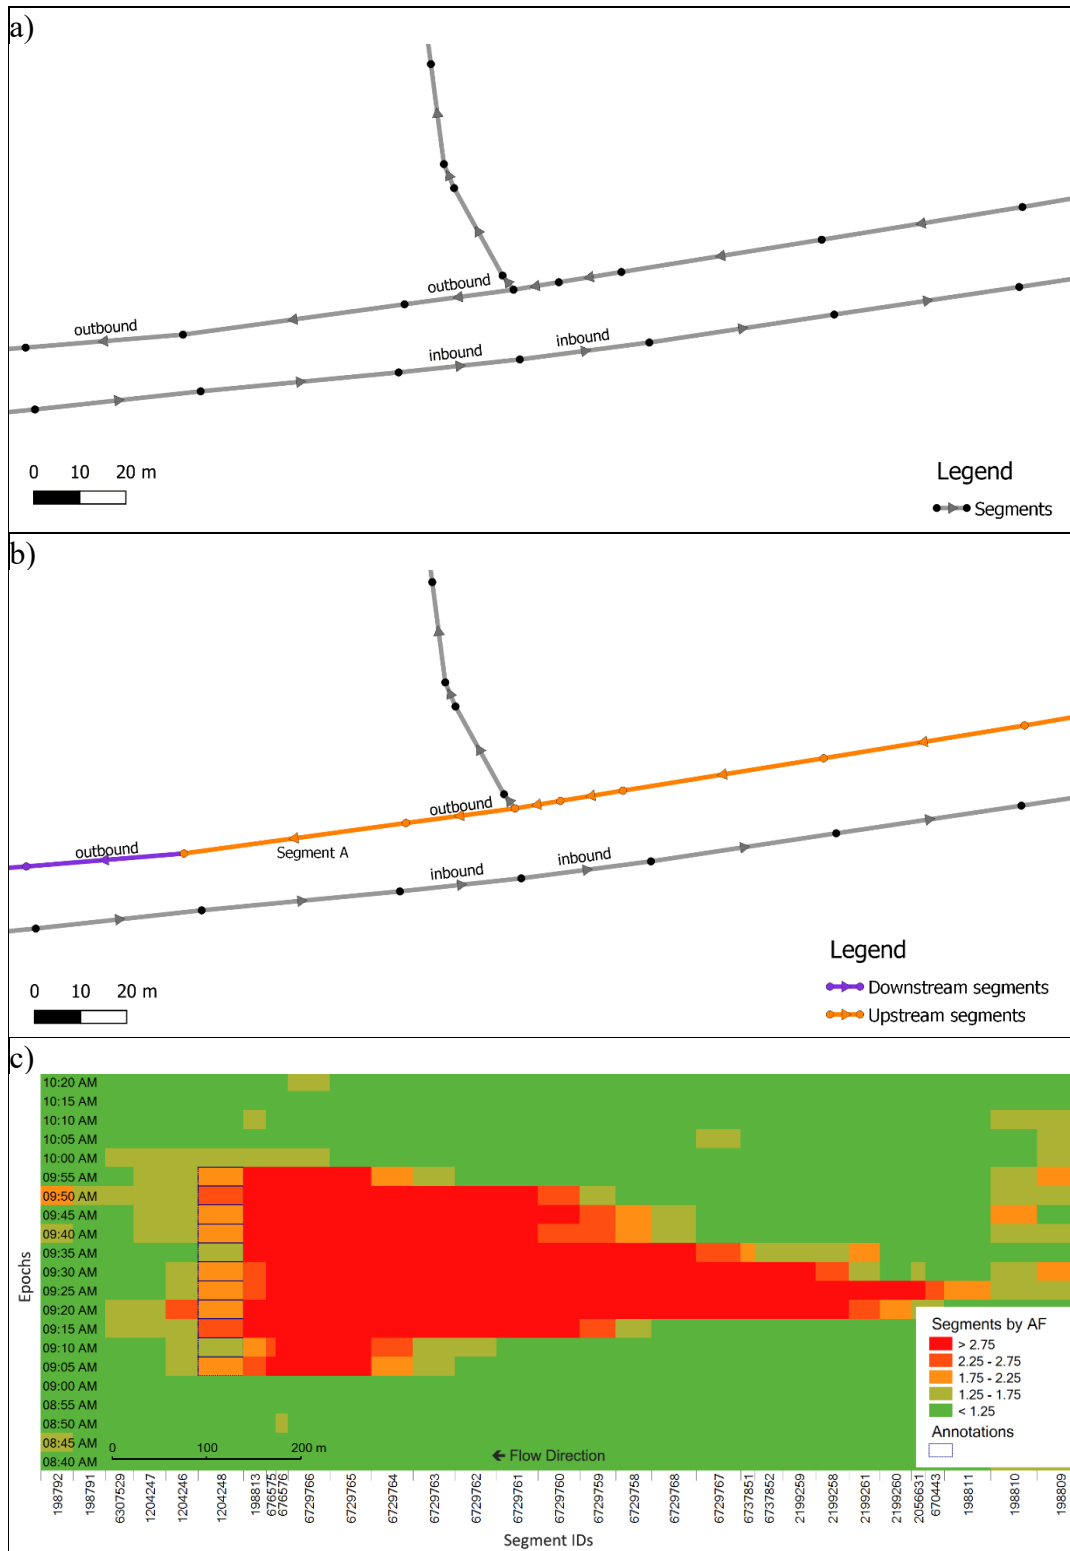 a)
outbound
outbound
inbound
inbound
0 10 20 m
Legend
Segments
b)
outbound
outbound
Segment A
inbound
inbound
0 10 20 m
Legend
Downstream segments
Upstream segments
c)
Epochs
10:20 AM
10:15 AM
10:10 AM
10:05 AM
10:00 AM
09:55 AM
09:50 AM
09:45 AM
09:40 AM
09:35 AM
09:30 AM
09:25 AM
09:20 AM
09:15 AM
09:10 AM
09:05 AM
09:00 AM
08:55 AM
08:50 AM
08:45 AM
08:40 AM
0 100 200 m
← Flow Direction
Segments by AF
> 2.75
2.25 - 2.75
1.75 - 2.25
1.25 - 1.75
< 1.25
Annotations
198792
198791
6307529
1204247
1204246
1204248
198813
676575
676576
6729766
6729765
6729764
6729763
6729762
6729761
6729760
6729759
6729758
6729768
6729767
6737851
6737852
2199259
2199258
2199261
2199260
2056631
670443
198811
198810
198809
Segment IDs